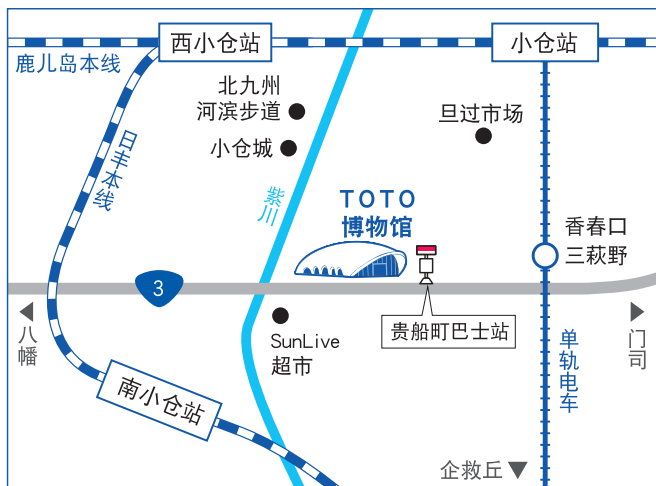 西小仓站
小仓站
鹿儿岛本线
北九州
河滨步道
旦过市场
小仓城
日丰本线
紫川
TOTO
博物馆
香春口
三萩野
3
八幡
SunLive
超市
贵船町巴士站
单轨电车
门司
南小仓站
企救丘